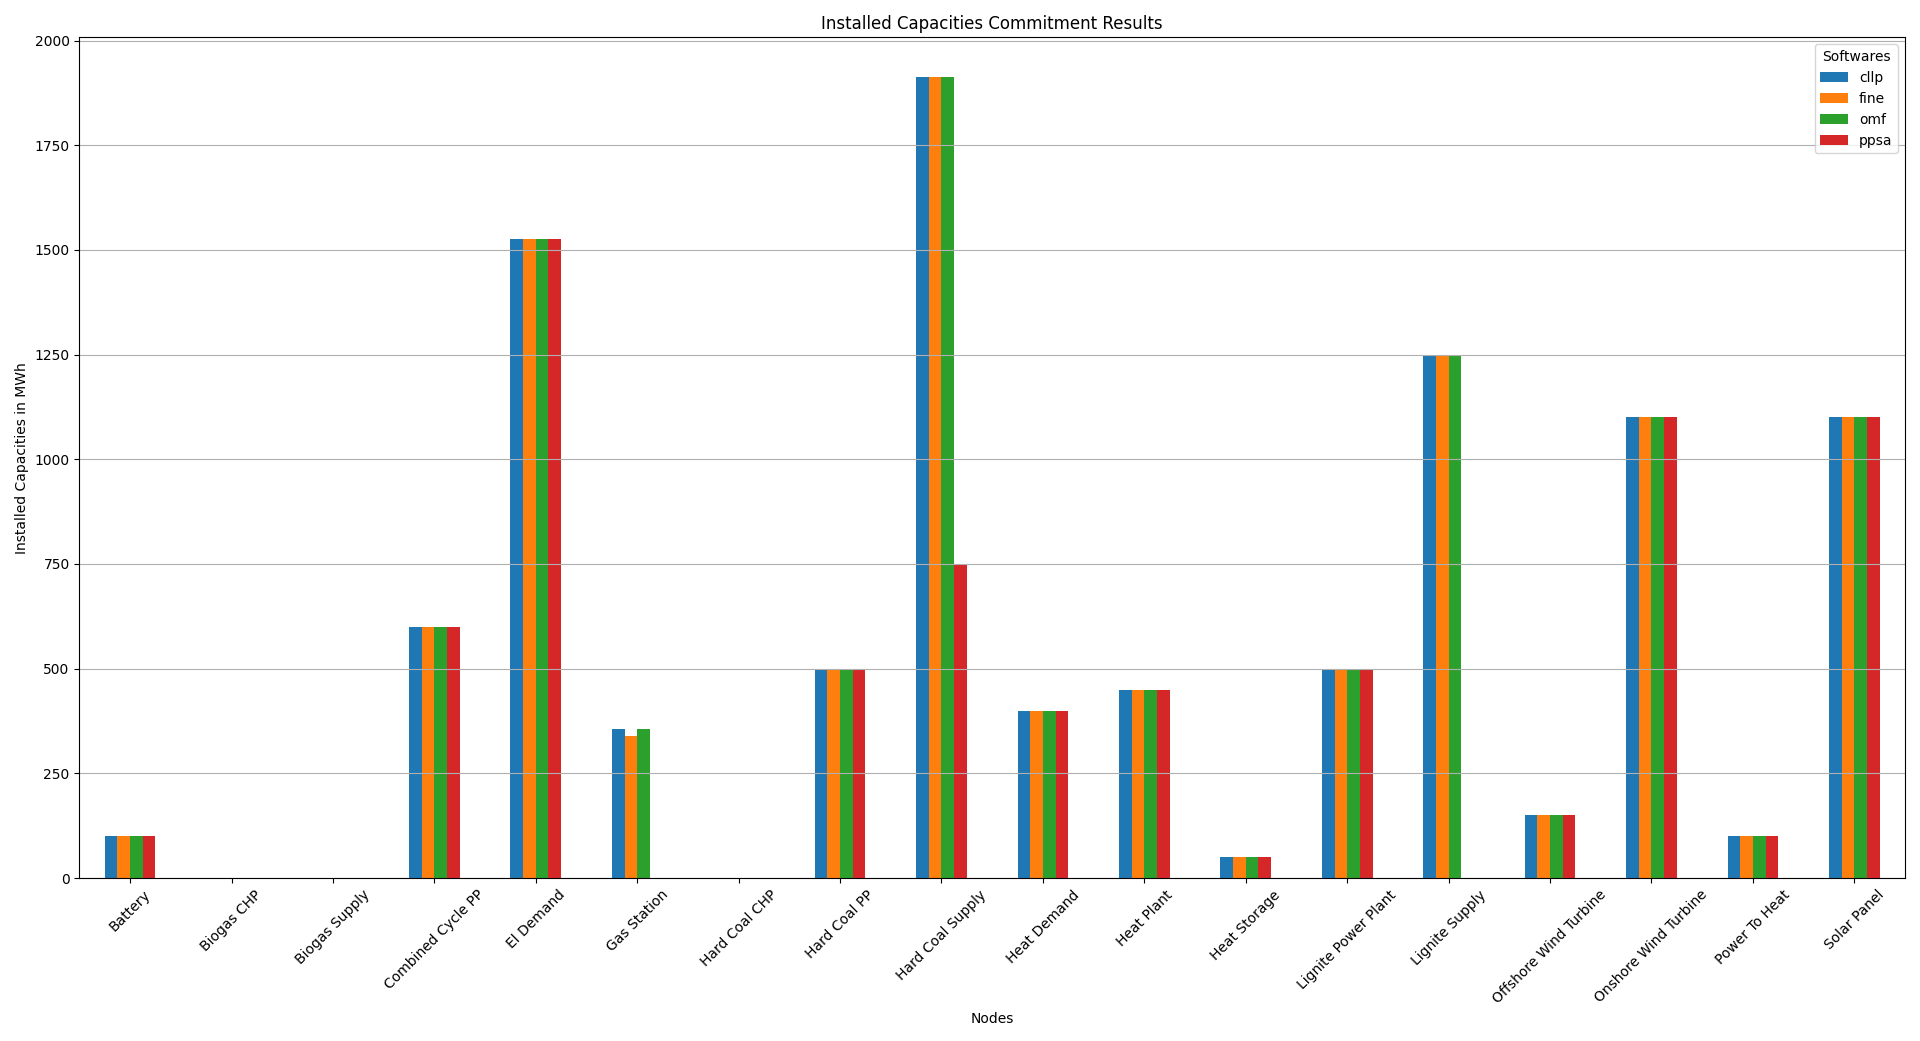 Installed Capacities Commitment Results
Softwares
cllp
fine
omf
ppsa
Installed Capacities in MWh
2000
1750
1500
1250
1000
750
500
250
0
Battery
Biogas CHP
Biogas Supply
Combined Cycle PP
El Demand
Gas Station
Hard Coal CHP
Hard Coal PP
Hard Coal Supply
Heat Demand
Heat Plant
Heat Storage
Lignite Power Plant
Lignite Supply
Offshore Wind Turbine
Onshore Wind Turbine
Power To Heat
Solar Panel
Nodes